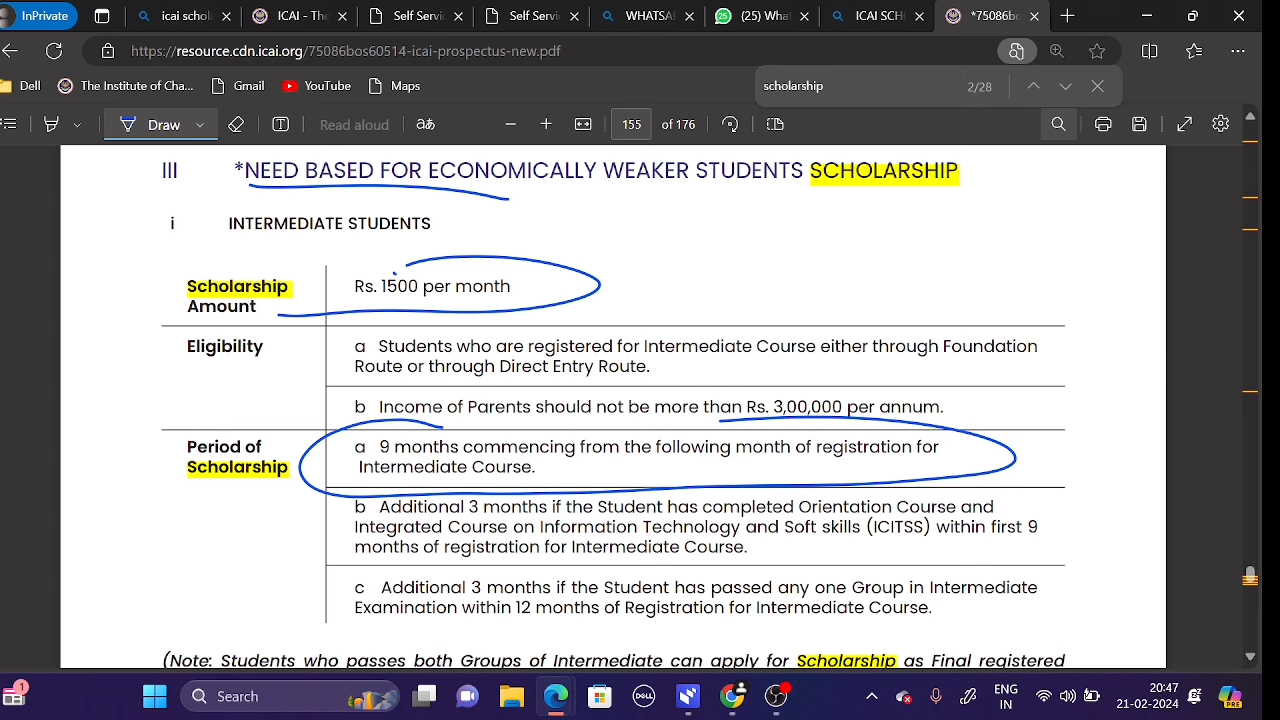 InPrivate
icai schol
ICAI - The
Self Servic
Self Servic
WHATSA
(25) What
ICAI SCH
*75086bo
https://resource.cdn.icai.org/75086bos60514-icai-prospectus-new.pdf
Dell
The Institute of Cha...
Gmail
YouTube
Maps
scholarship
2/28
Draw
Read aloud
155
of 176
III *NEED BASED FOR ECONOMICALLY WEAKER STUDENTS SCHOLARSHIP
i INTERMEDIATE STUDENTS
Scholarship
Amount
Rs. 1500 per month
Eligibility
a Students who are registered for Intermediate Course either through Foundation
Route or through Direct Entry Route.
b Income of Parents should not be more than Rs. 3,00,000 per annum.
Period of
Scholarship
a 9 months commencing from the following month of registration for
Intermediate Course.
b Additional 3 months if the Student has completed Orientation Course and
Integrated Course on Information Technology and Soft skills (ICITSS) within first 9
months of registration for Intermediate Course.
c Additional 3 months if the Student has passed any one Group in Intermediate
Examination within 12 months of Registration for Intermediate Course.
(Note: Students who passes both Groups of Intermediate can apply for Scholarship as Final registered
1
Search
DELL
ENG
IN
20:47
21-02-2024
PRE